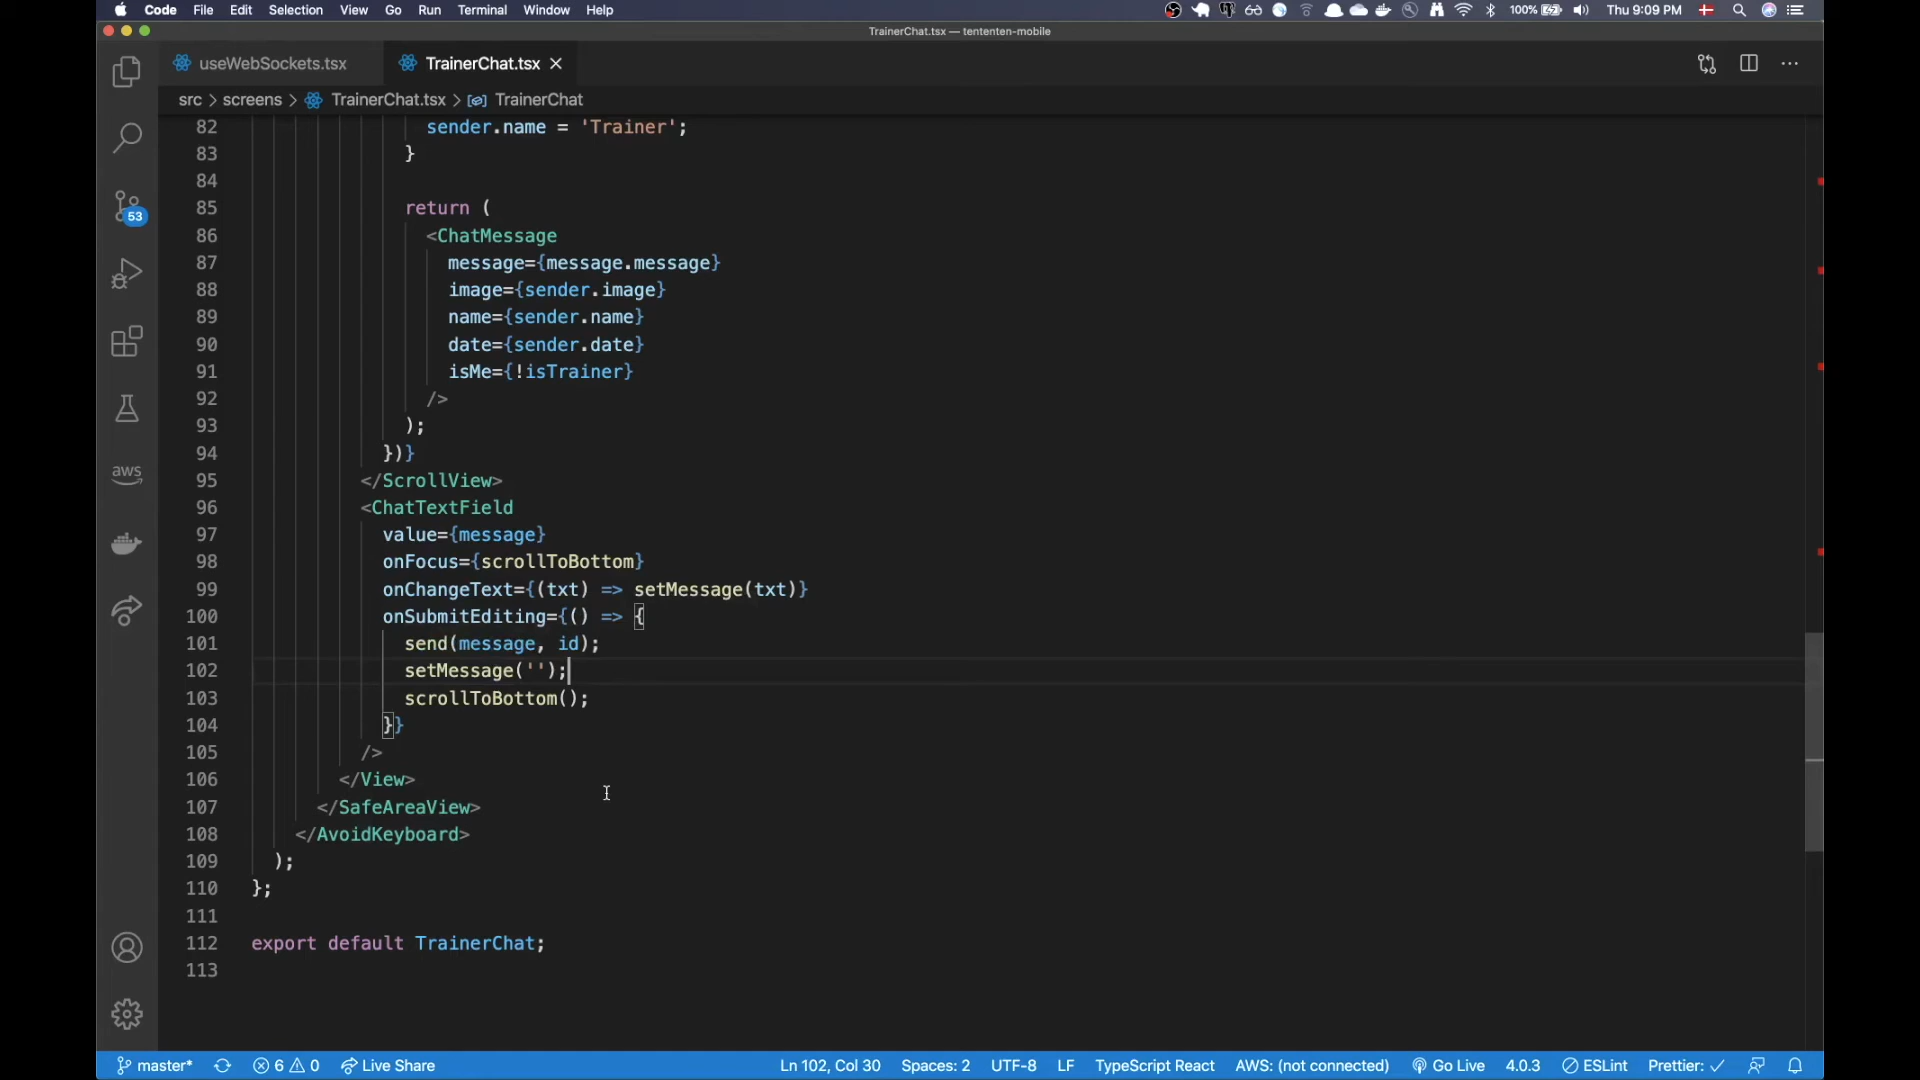 Code File Edit Selection View Go Run Terminal Window Help 100% Thu 9:09 PM
TrainerChat.tsx — tententen-mobile
useWebSockets.tsx TrainerChat.tsx
src > screens > TrainerChat.tsx > TrainerChat
82 sender.name = 'Trainer';
83 }
84
85 return (
86 <ChatMessage
87 message={message.message}
88 image={sender.image}
89 name={sender.name}
90 date={sender.date}
91 isMe={!isTrainer}
92 />
93 );
94 })}
95 </ScrollView>
96 <ChatTextField
97 value={message}
98 onFocus={scrollToBottom}
99 onChangeText={(txt) => setMessage(txt)}
100 onSubmitEditing={() => {
101 send(message, id);
102 setMessage('');
103 scrollToBottom();
104 }}
105 />
106 </View>
107 </SafeAreaView>
108 </AvoidKeyboard>
109 );
110 };
111
112 export default TrainerChat;
113
53
aws
master* 6 0 Live Share Ln 102, Col 30 Spaces: 2 UTF-8 LF TypeScript React AWS: (not connected) Go Live 4.0.3 ESLint Prettier: ✓